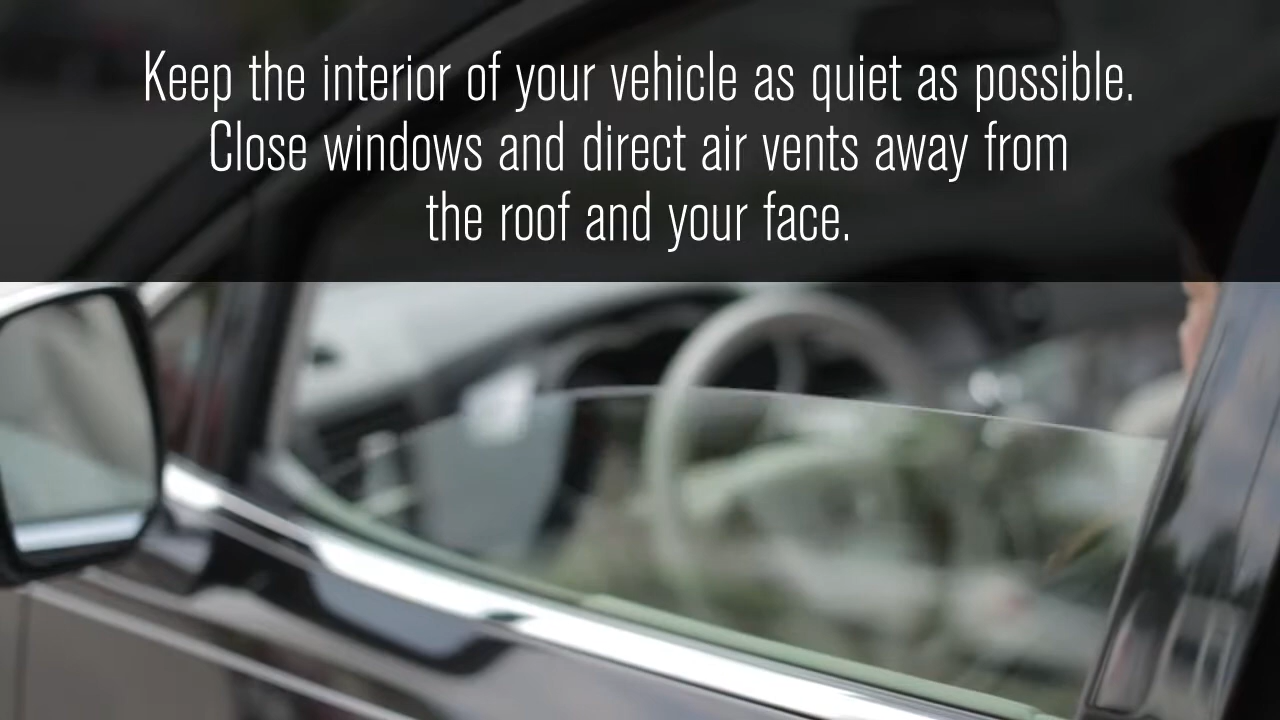 Keep the interior of your vehicle as quiet as possible.
Close windows and direct air vents away from
the roof and your face.